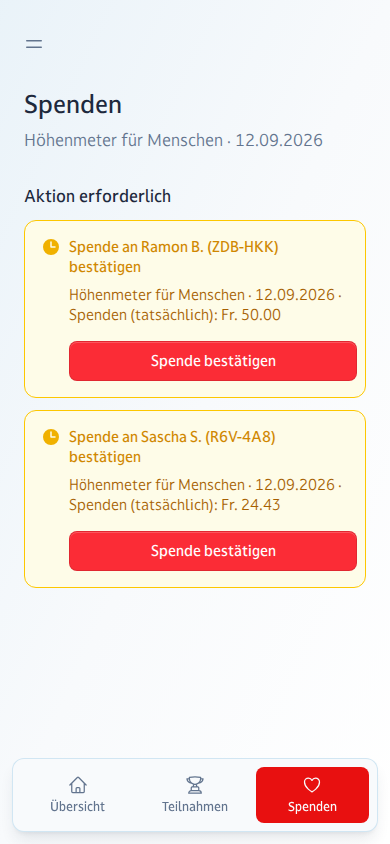 Spenden
Höhenmeter für Menschen · 12.09.2026
Aktion erforderlich
Spende an Ramon B. (ZDB-HKK)
bestätigen
Höhenmeter für Menschen · 12.09.2026 ·
Spenden (tatsächlich): Fr. 50.00
Spende bestätigen
Spende an Sascha S. (R6V-4A8)
bestätigen
Höhenmeter für Menschen · 12.09.2026 ·
Spenden (tatsächlich): Fr. 24.43
Spende bestätigen
Übersicht
Teilnahmen
Spenden